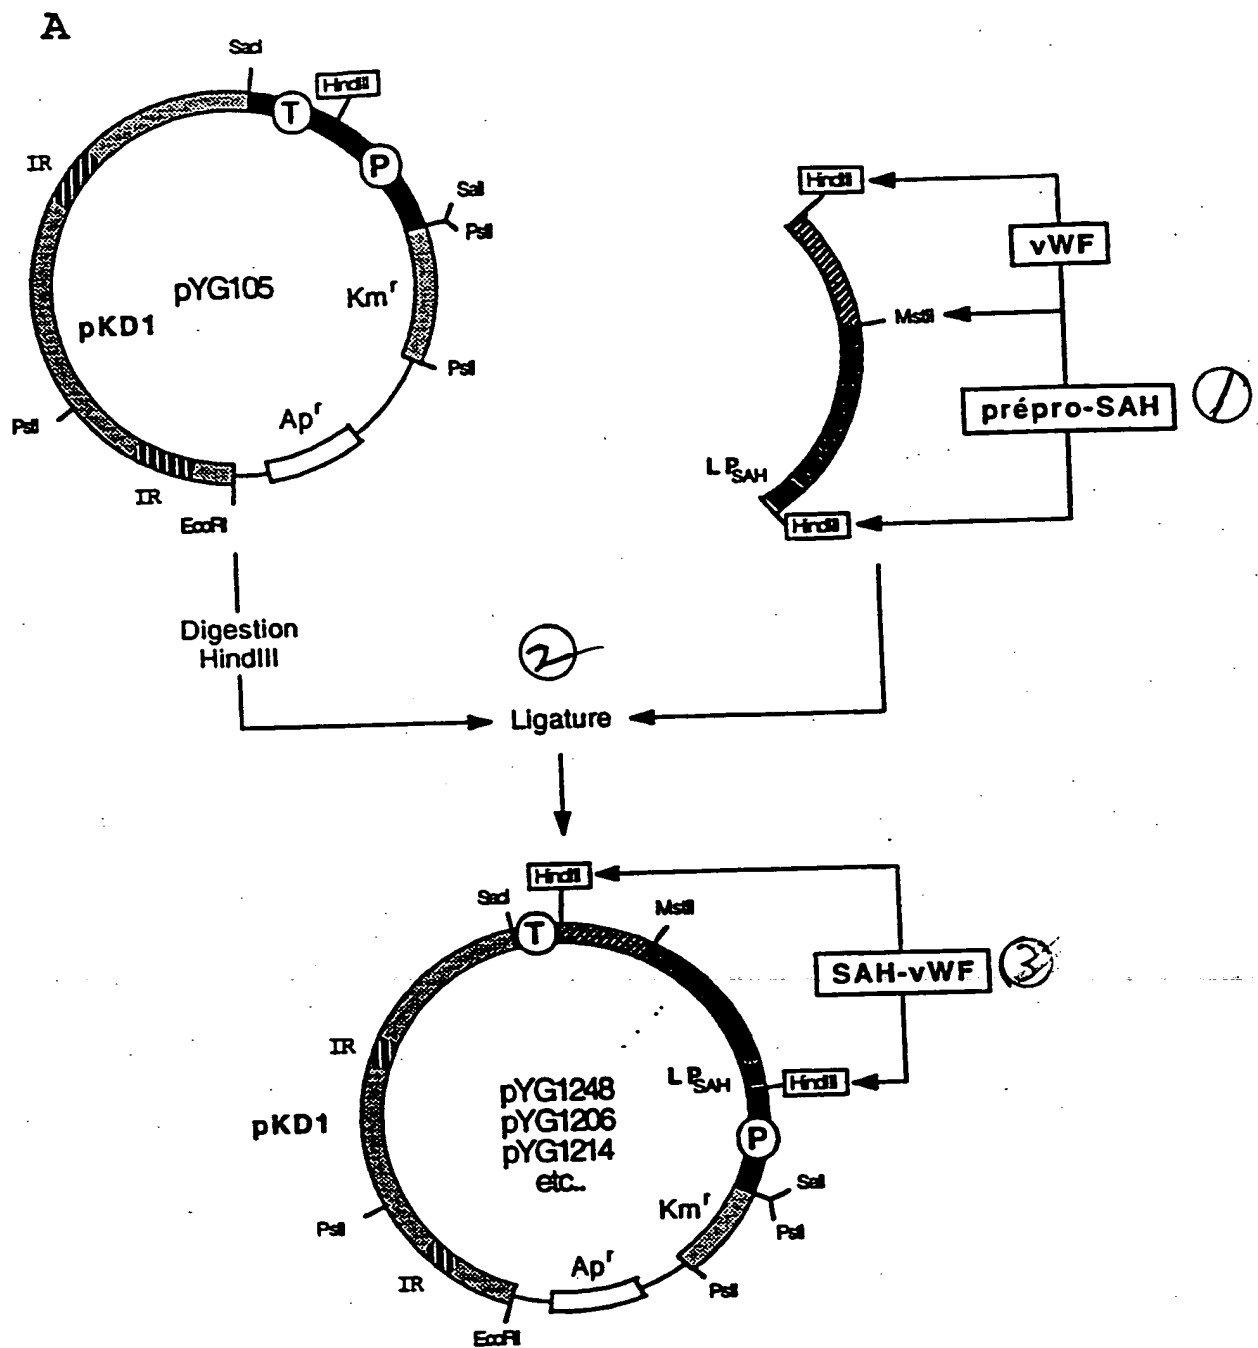 A
SacI
HindIII
T
P
IR
SalI
PstI
pYG105
Km^r
pKD1
PstI
PstI
Ap^r
IR
EcoRI
HindIII
vWF
MstII
prépro-SAH
1
LP_SAH
HindIII
Digestion
HindIII
2
Ligature
HindIII
SacI
MstII
T
SAH-vWF
3
IR
LP_SAH
HindIII
pKD1
pYG1248
pYG1206
pYG1214
etc..
P
SalI
Km^r
PstI
PstI
Ap^r
IR
PstI
EcoRI